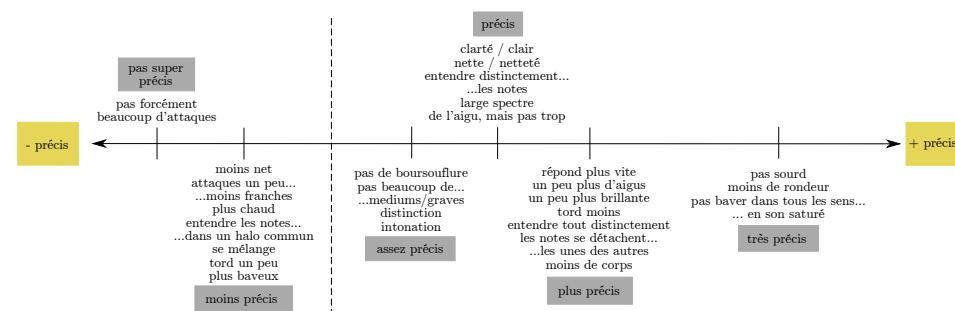 - précis
pas super
précis
pas forcément
beaucoup d'attaques
moins net
attaques un peu...
...moins franches
plus chaud
entendre les notes...
...dans un halo commun
se mélange
tord un peu
plus baveux
moins précis
pas de boursouflure
pas beaucoup de...
...mediums/graves
distinction
intonation
assez précis
précis
clarté / clair
nette / netteté
entendre distinctement...
...les notes
large spectre
de l'aigu, mais pas trop
répond plus vite
un peu plus d'aigus
un peu plus brillante
tord moins
entendre tout distinctement
les notes se détachent...
...les unes des autres
moins de corps
plus précis
pas sourd
moins de rondeur
pas baver dans tous les sens...
... en son saturé
très précis
+ précis